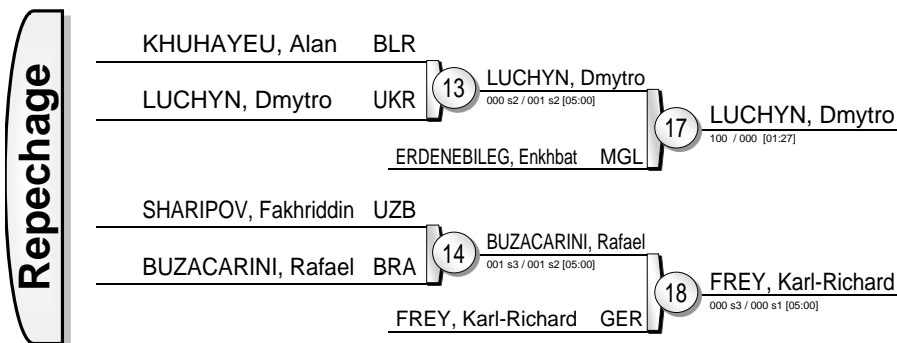 Repechage
KHUHAYEU, Alan BLR
LUCHYN, Dmytro UKR
13
LUCHYN, Dmytro
000 s2 / 001 s2 [05:00]
ERDENEBILEG, Enkhbat MGL
17
LUCHYN, Dmytro
100 / 000 [01:27]
SHARIPOV, Fakhriddin UZB
BUZACARINI, Rafael BRA
14
BUZACARINI, Rafael
001 s3 / 001 s2 [05:00]
FREY, Karl-Richard GER
18
FREY, Karl-Richard
000 s3 / 000 s1 [05:00]